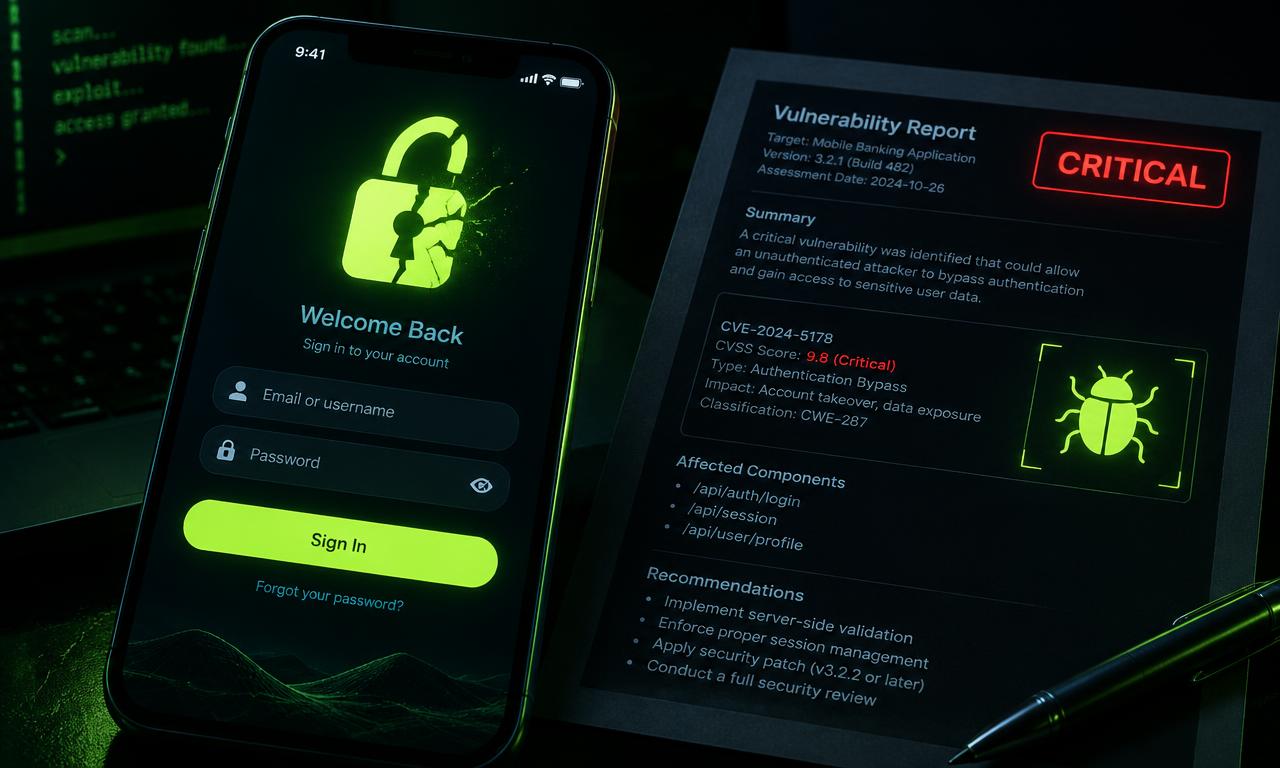 scan...
vulnerability found...
exploit...
access granted...
>
9:41
Welcome Back
Sign in to your account
Email or username
Password
Sign In
Forgot your password?
Vulnerability Report
CRITICAL
Target: Mobile Banking Application
Version: 3.2.1 (Build 482)
Assessment Date: 2024-10-26
Summary
A critical vulnerability was identified that could allow
an unauthenticated attacker to bypass authentication
and gain access to sensitive user data.
CVE-2024-5178
CVSS Score: 9.8 (Critical)
Type: Authentication Bypass
Impact: Account takeover, data exposure
Classification: CWE-287
Affected Components
• /api/auth/login
• /api/session
• /api/user/profile
Recommendations
• Implement server-side validation
• Enforce proper session management
• Apply security patch (v3.2.2 or later)
• Conduct a full security review